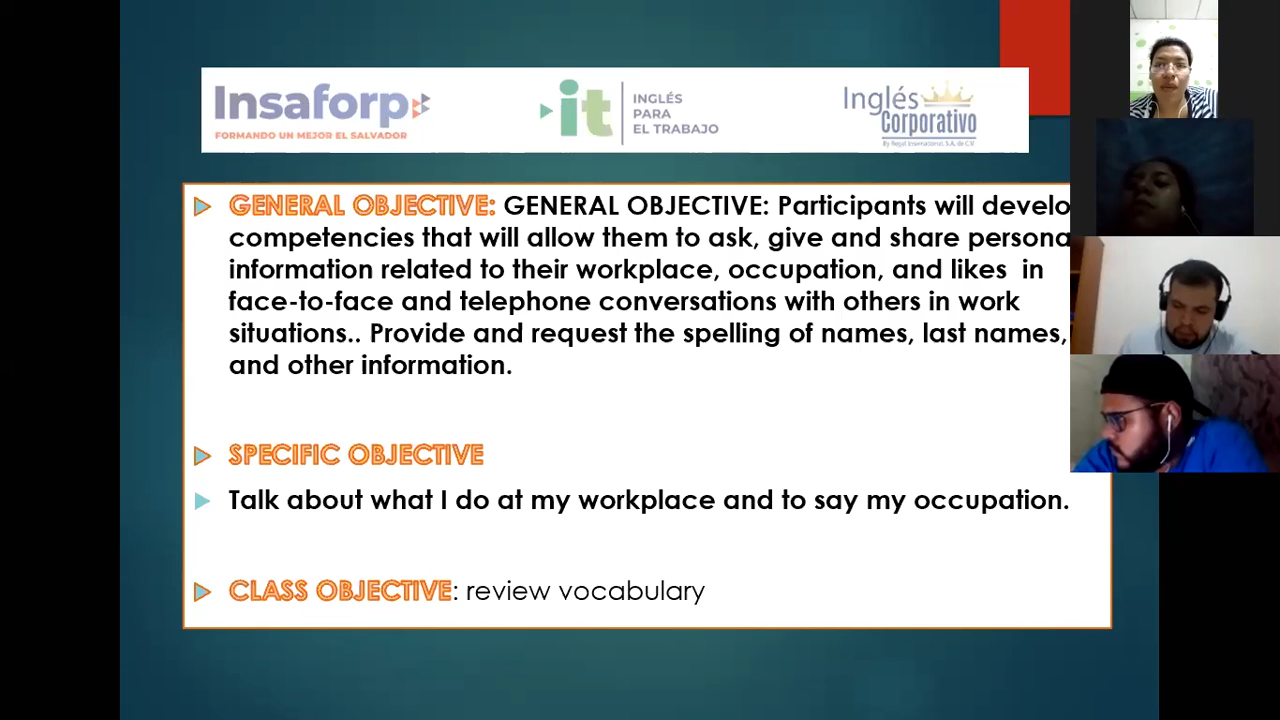 Insaforp
FORMANDO UN MEJOR EL SALVADOR
it
INGLÉS
PARA
EL TRABAJO
Inglés
Corporativo
By Regal International, S.A. de C.V
GENERAL OBJECTIVE: GENERAL OBJECTIVE: Participants will develo
competencies that will allow them to ask, give and share persona
information related to their workplace, occupation, and likes in
face-to-face and telephone conversations with others in work
situations.. Provide and request the spelling of names, last names,
and other information.
SPECIFIC OBJECTIVE
Talk about what I do at my workplace and to say my occupation.
CLASS OBJECTIVE: review vocabulary